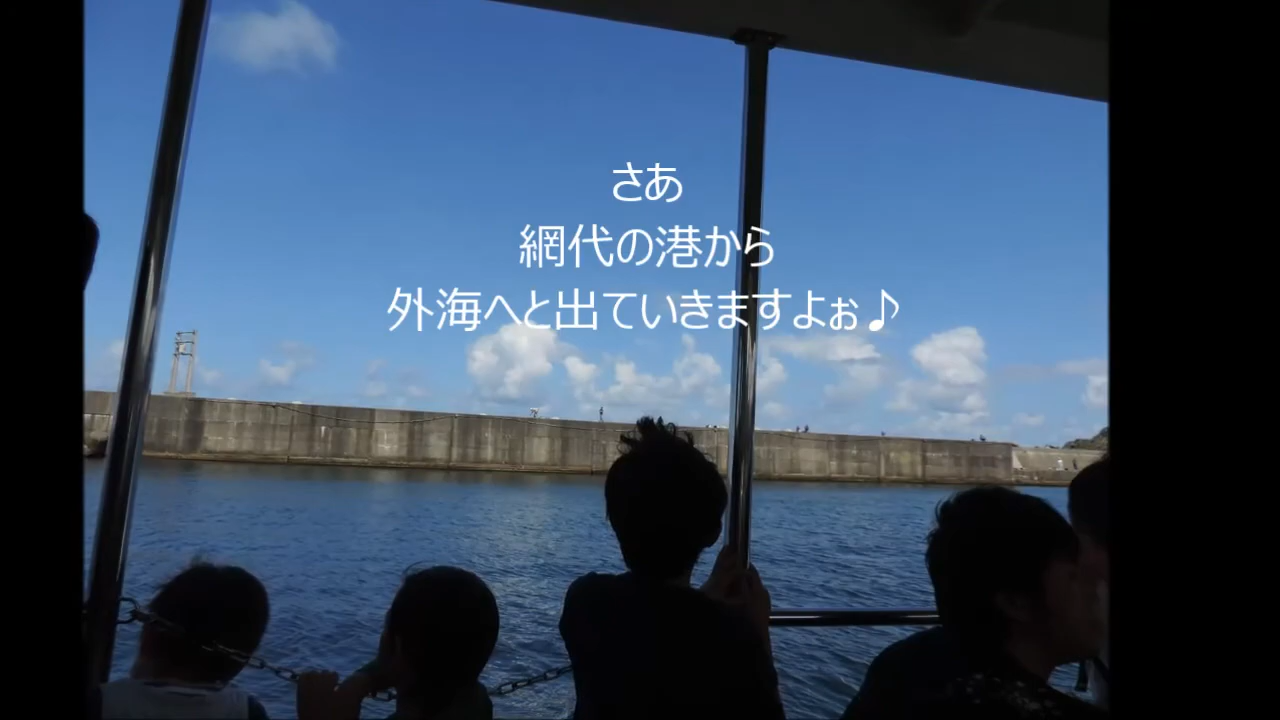 さあ
網代の港から
外海へと出ていきますよぉ♪